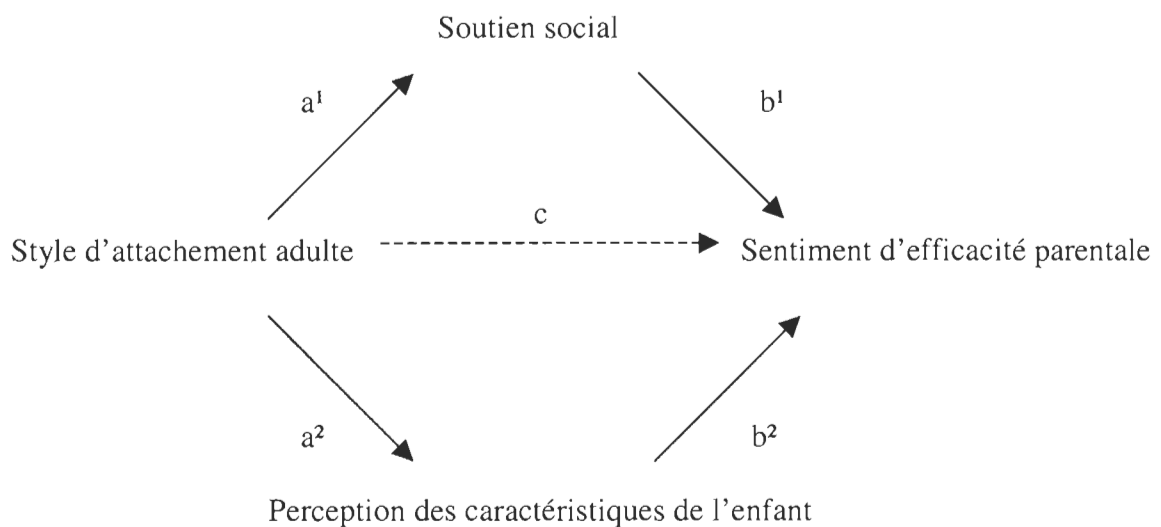 Soutien social
a¹ b¹
c
Style d'attachement adulte Sentiment d'efficacité parentale
a² b²
Perception des caractéristiques de l'enfant